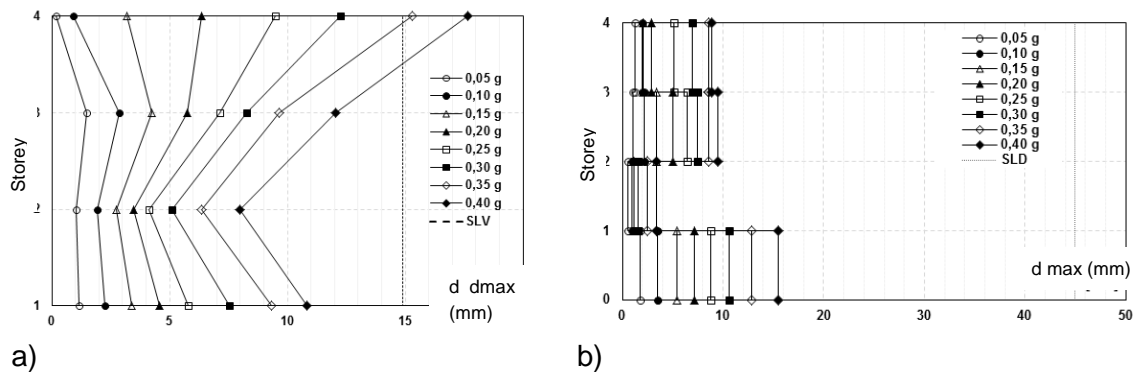 4
3
2
1
Storey
0
5
10
15
0,05 g
0,10 g
0,15 g
0,20 g
0,25 g
0,30 g
0,35 g
0,40 g
SLV
d dmax
(mm)
a)
4
3
2
1
0
Storey
0
10
20
30
40
50
0,05 g
0,10 g
0,15 g
0,20 g
0,25 g
0,30 g
0,35 g
0,40 g
SLD
d max (mm)
b)